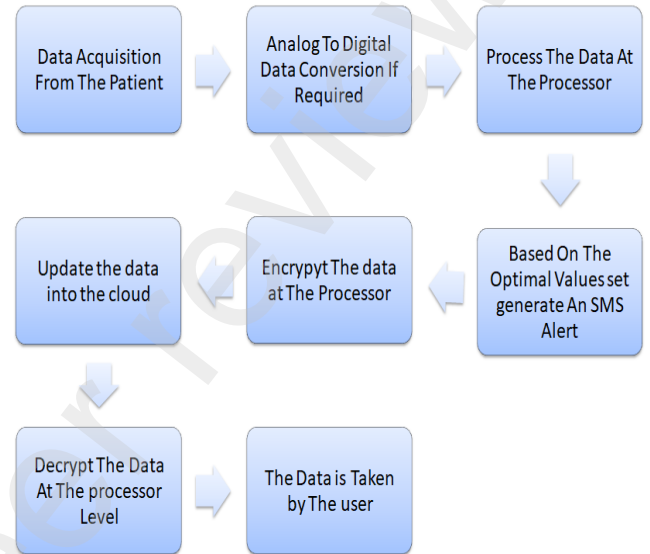 Data Acquisition
From The Patient
Analog To Digital
Data Conversion If
Required
Process The Data At
The Processor
Based On The
Optimal Values set
generate An SMS
Alert
Encrypyt The data
at The Processor
Update the data
into the cloud
Decrypt The Data
At The processor
Level
The Data is Taken
by The user
er review